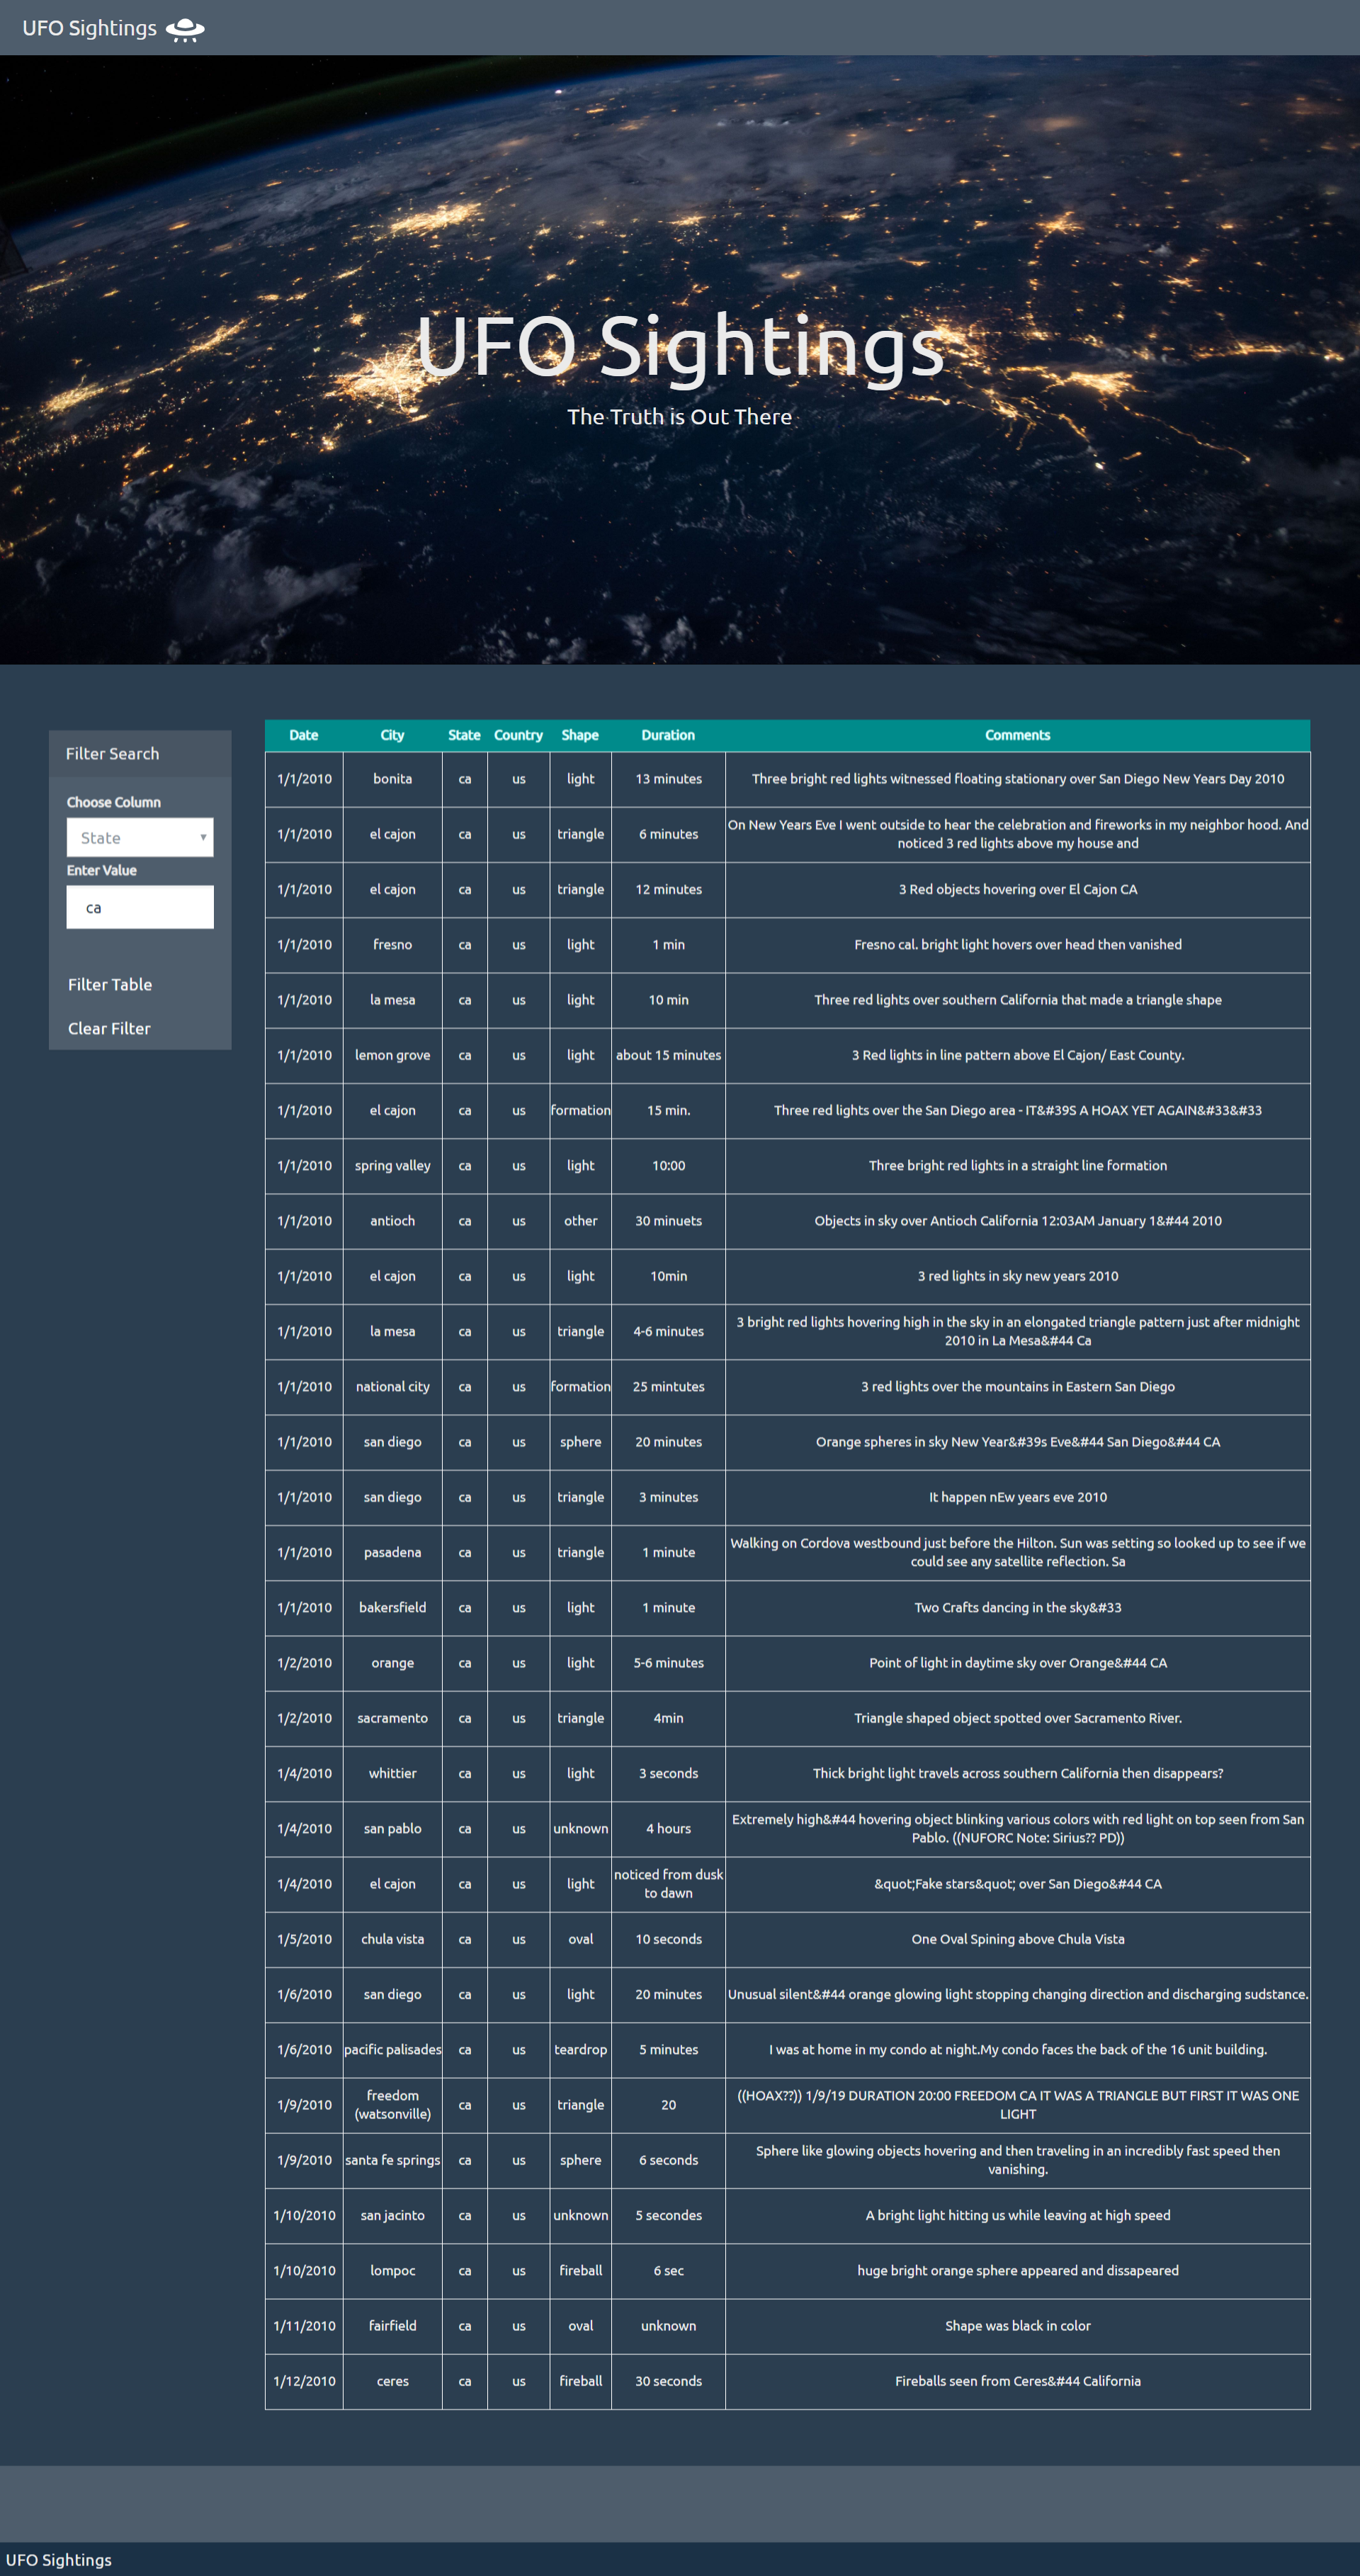 UFO Sightings
UFO Sightings
The Truth is Out There
Filter Search
Choose Column
State
Enter Value
ca
Filter Table
Clear Filter
Date City State Country Shape Duration Comments
1/1/2010 bonita ca us light 13 minutes Three bright red lights witnessed floating stationary over San Diego New Years Day 2010
1/1/2010 el cajon ca us triangle 6 minutes On New Years Eve I went outside to hear the celebration and fireworks in my neighbor hood. And
noticed 3 red lights above my house and
1/1/2010 el cajon ca us triangle 12 minutes 3 Red objects hovering over El Cajon CA
1/1/2010 fresno ca us light 1 min Fresno cal. bright light hovers over head then vanished
1/1/2010 la mesa ca us light 10 min Three red lights over southern California that made a triangle shape
1/1/2010 lemon grove ca us light about 15 minutes 3 Red lights in line pattern above El Cajon/ East County.
1/1/2010 el cajon ca us formation 15 min. Three red lights over the San Diego area - IT&#39S A HOAX YET AGAIN&#33&#33
1/1/2010 spring valley ca us light 10:00 Three bright red lights in a straight line formation
1/1/2010 antioch ca us other 30 minuets Objects in sky over Antioch California 12:03AM January 1&#44 2010
1/1/2010 el cajon ca us light 10min 3 red lights in sky new years 2010
1/1/2010 la mesa ca us triangle 4-6 minutes 3 bright red lights hovering high in the sky in an elongated triangle pattern just after midnight
2010 in La Mesa&#44 Ca
1/1/2010 national city ca us formation 25 mintutes 3 red lights over the mountains in Eastern San Diego
1/1/2010 san diego ca us sphere 20 minutes Orange spheres in sky New Year&#39s Eve&#44 San Diego&#44 CA
1/1/2010 san diego ca us triangle 3 minutes It happen nEw years eve 2010
1/1/2010 pasadena ca us triangle 1 minute Walking on Cordova westbound just before the Hilton. Sun was setting so looked up to see if we
could see any satellite reflection. Sa
1/1/2010 bakersfield ca us light 1 minute Two Crafts dancing in the sky&#33
1/2/2010 orange ca us light 5-6 minutes Point of light in daytime sky over Orange&#44 CA
1/2/2010 sacramento ca us triangle 4min Triangle shaped object spotted over Sacramento River.
1/4/2010 whittier ca us light 3 seconds Thick bright light travels across southern California then disappears?
1/4/2010 san pablo ca us unknown 4 hours Extremely high&#44 hovering object blinking various colors with red light on top seen from San
Pablo. ((NUFORC Note: Sirius?? PD))
1/4/2010 el cajon ca us light noticed from dusk
to dawn &quot;Fake stars&quot; over San Diego&#44 CA
1/5/2010 chula vista ca us oval 10 seconds One Oval Spining above Chula Vista
1/6/2010 san diego ca us light 20 minutes Unusual silent&#44 orange glowing light stopping changing direction and discharging sudstance.
1/6/2010 pacific palisades ca us teardrop 5 minutes I was at home in my condo at night.My condo faces the back of the 16 unit building.
1/9/2010 freedom
(watsonville) ca us triangle 20 ((HOAX??)) 1/9/19 DURATION 20:00 FREEDOM CA IT WAS A TRIANGLE BUT FIRST IT WAS ONE
LIGHT
1/9/2010 santa fe springs ca us sphere 6 seconds Sphere like glowing objects hovering and then traveling in an incredibly fast speed then
vanishing.
1/10/2010 san jacinto ca us unknown 5 secondes A bright light hitting us while leaving at high speed
1/10/2010 lompoc ca us fireball 6 sec huge bright orange sphere appeared and dissapeared
1/11/2010 fairfield ca us oval unknown Shape was black in color
1/12/2010 ceres ca us fireball 30 seconds Fireballs seen from Ceres&#44 California
UFO Sightings